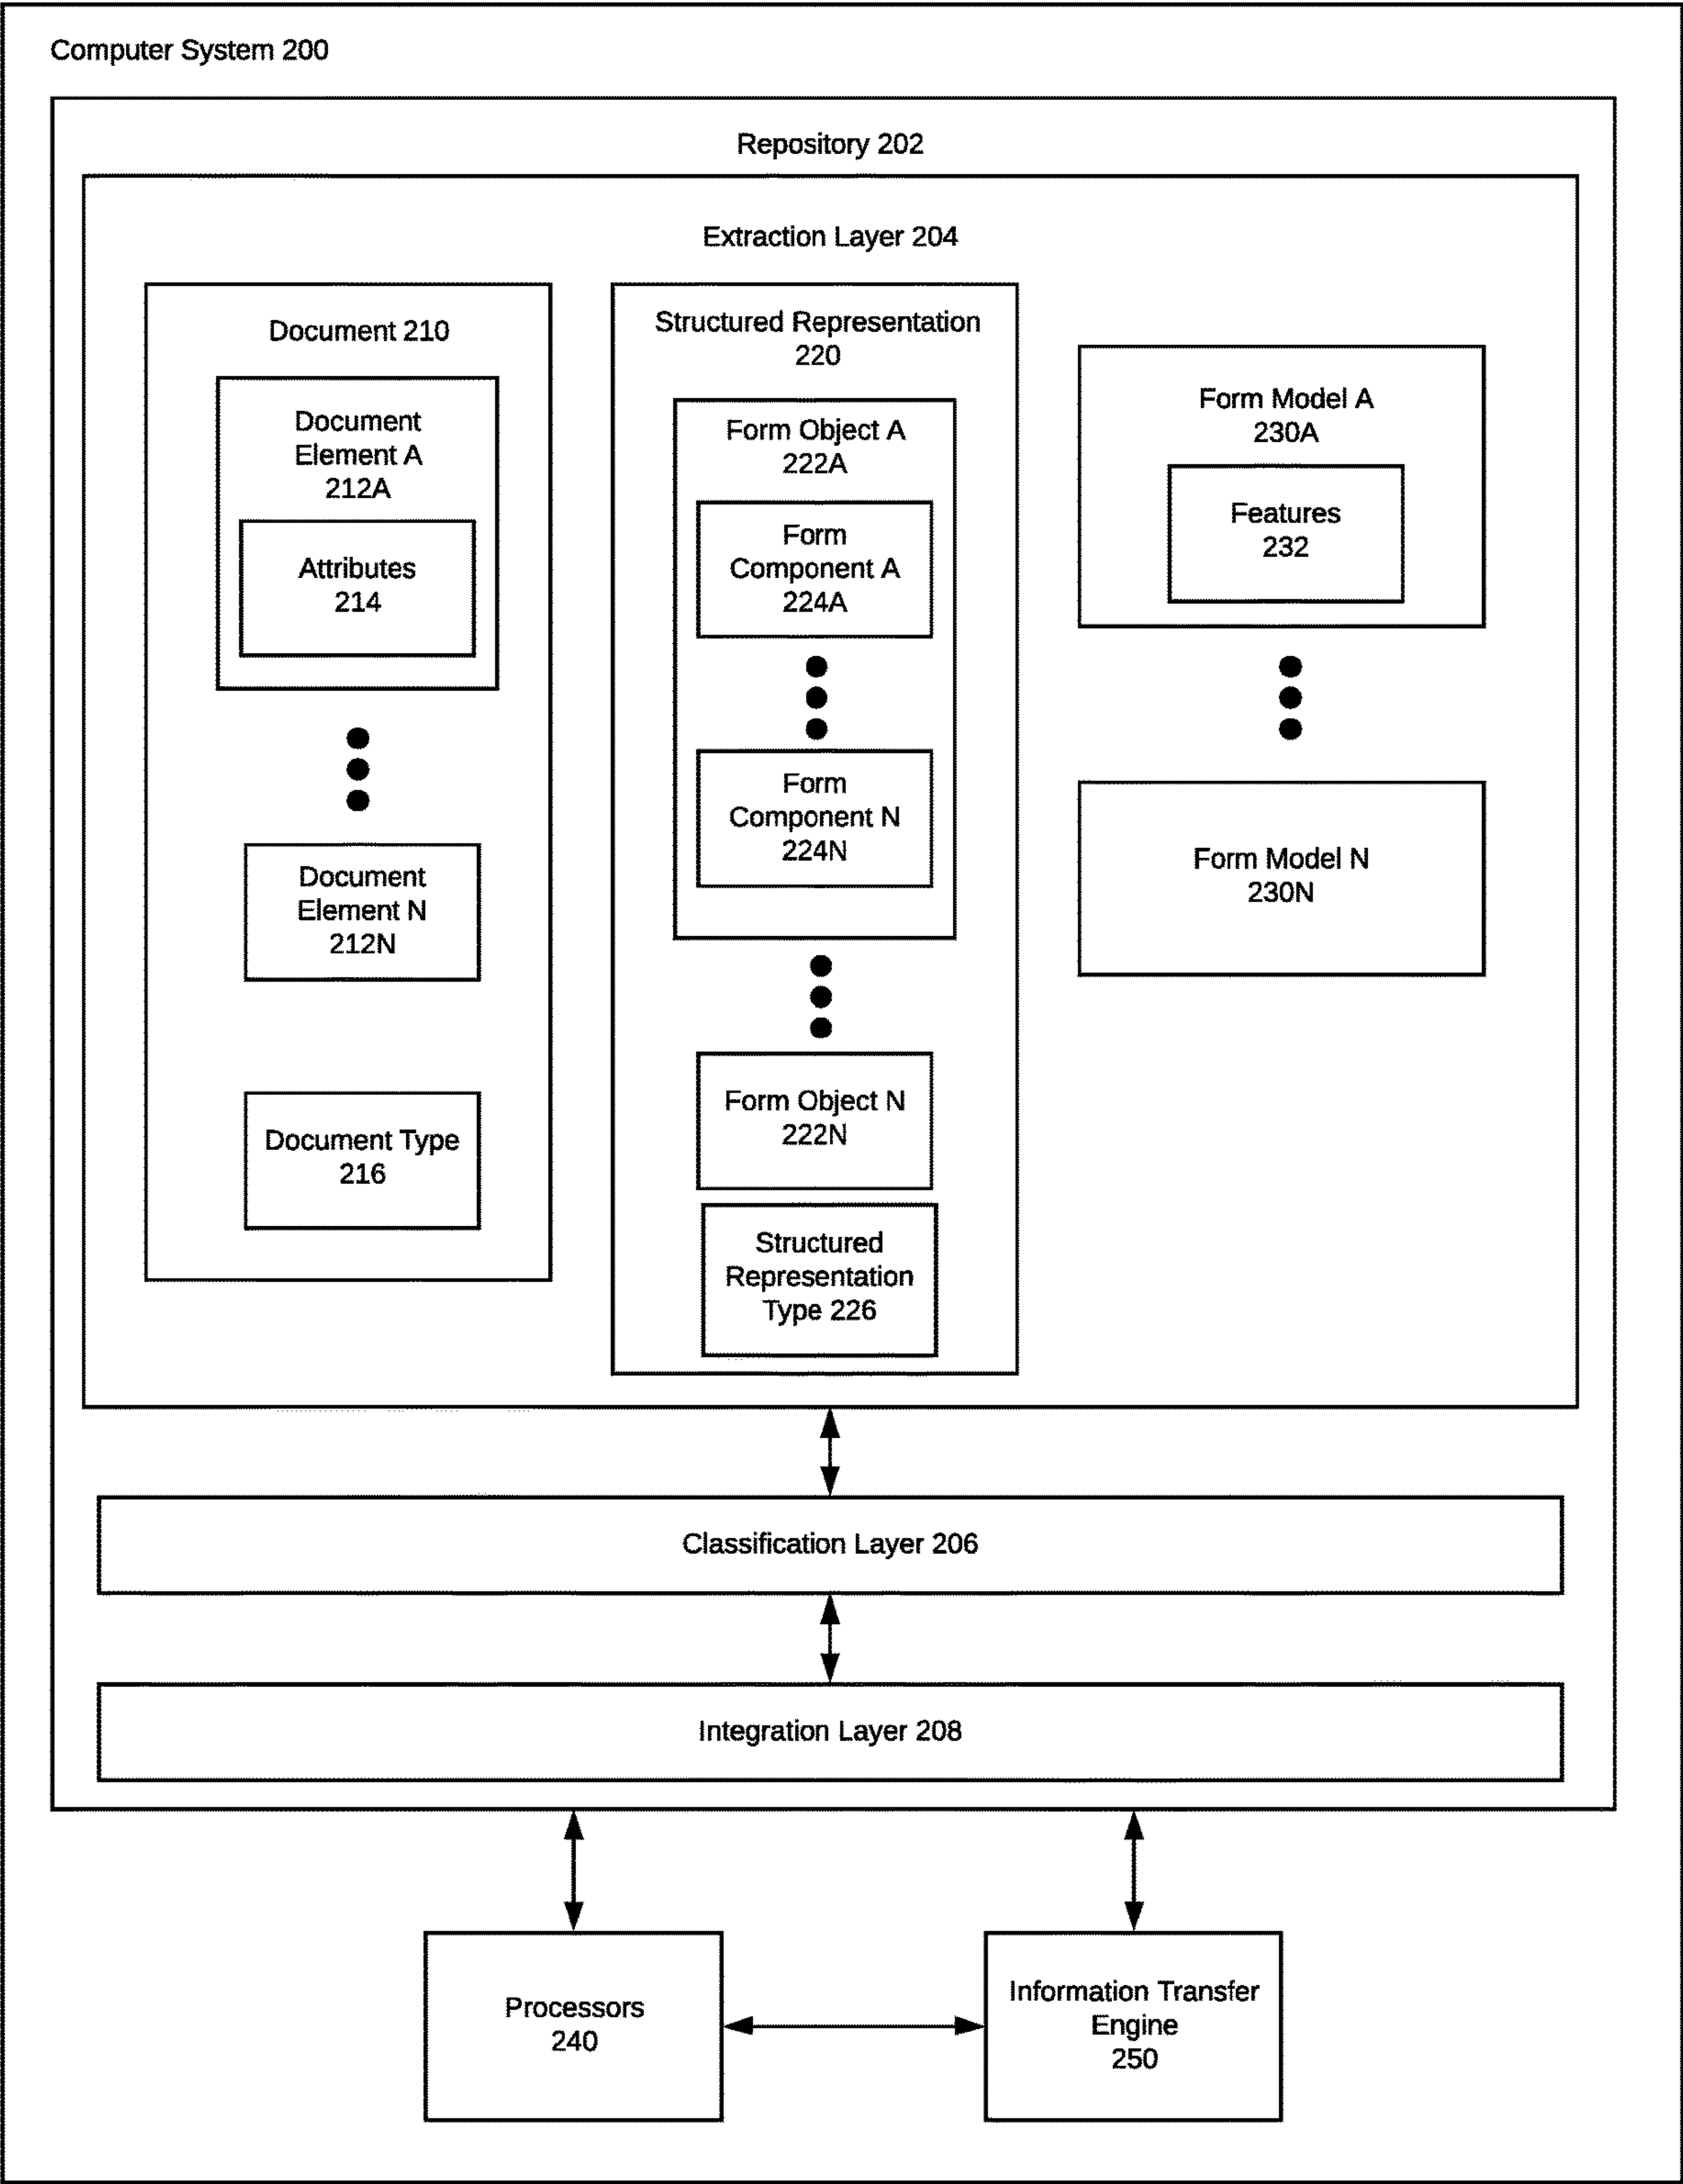 Computer System 200
Repository 202
Extraction Layer 204
Document 210
Document
Element A
212A
Attributes
214
Document
Element N
212N
Document Type
216
Structured Representation
220
Form Object A
222A
Form
Component A
224A
Form
Component N
224N
Form Object N
222N
Structured
Representation
Type 226
Form Model A
230A
Features
232
Form Model N
230N
Classification Layer 206
Integration Layer 208
Processors
240
Information Transfer
Engine
250